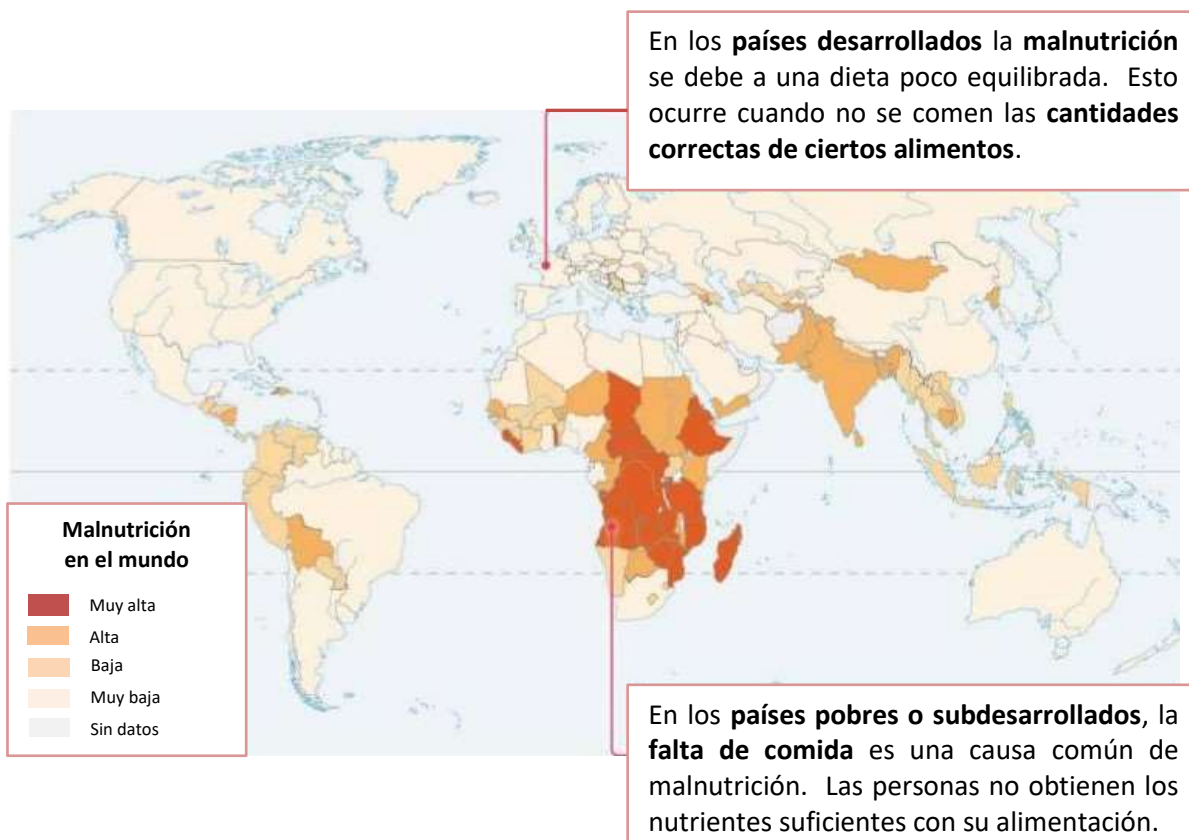 En los países desarrollados la malnutrición
se debe a una dieta poco equilibrada. Esto
ocurre cuando no se comen las cantidades
correctas de ciertos alimentos.
Malnutrición
en el mundo
Muy alta
Alta
Baja
Muy baja
Sin datos
En los países pobres o subdesarrollados, la
falta de comida es una causa común de
malnutrición. Las personas no obtienen los
nutrientes suficientes con su alimentación.